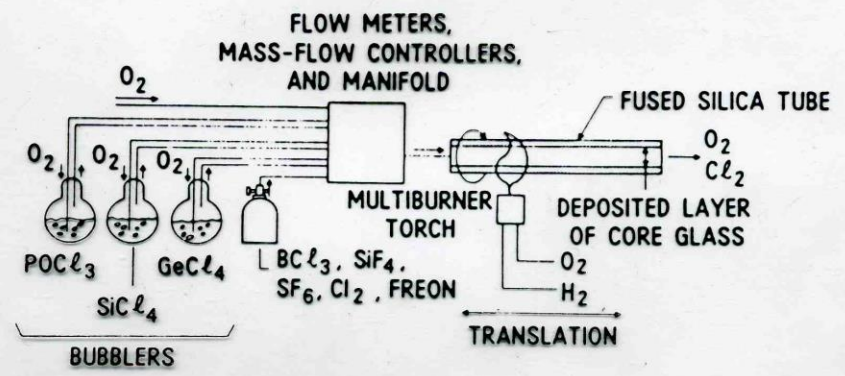 FLOW METERS,
MASS-FLOW CONTROLLERS,
AND MANIFOLD
O2
O2
O2
O2
POCl3
SiCl4
GeCl4
BUBBLERS
BCl3, SiF4,
SF6, Cl2, FREON
MULTIBURNER
TORCH
FUSED SILICA TUBE
O2
Cl2
DEPOSITED LAYER
OF CORE GLASS
O2
H2
TRANSLATION